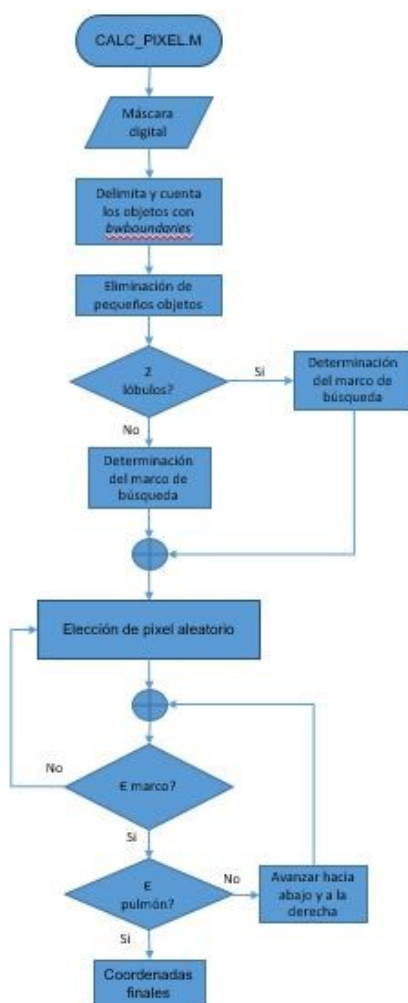 CALC_PIXEL.M
Máscara
digital
Delimita y cuenta
los objetos con
bwboundaries
Eliminación de
pequeños objetos
2
lóbulos?
Si
Determinación
del marco de
búsqueda
No
Determinación
del marco de
búsqueda
Elección de pixel aleatorio
No
€ marco?
Si
€
pulmón?
No
Avanzar hacia
abajo y a la
derecha
Si
Coordenadas
finales